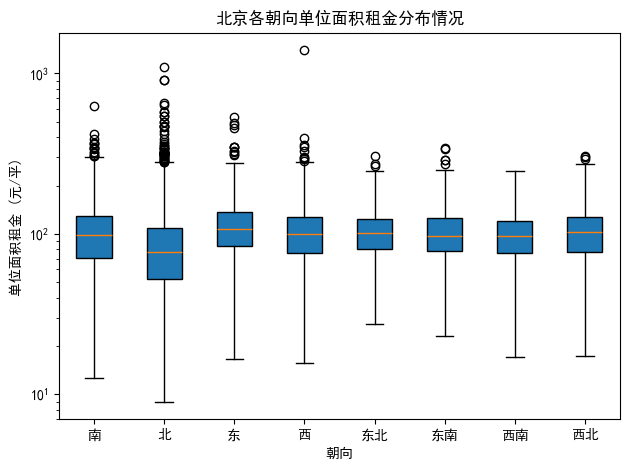 北京各朝向单位面积租金分布情况
单位面积租金 (元/平)
10³
10²
10¹
南 北 东 西 东北 东南 西南 西北
朝向